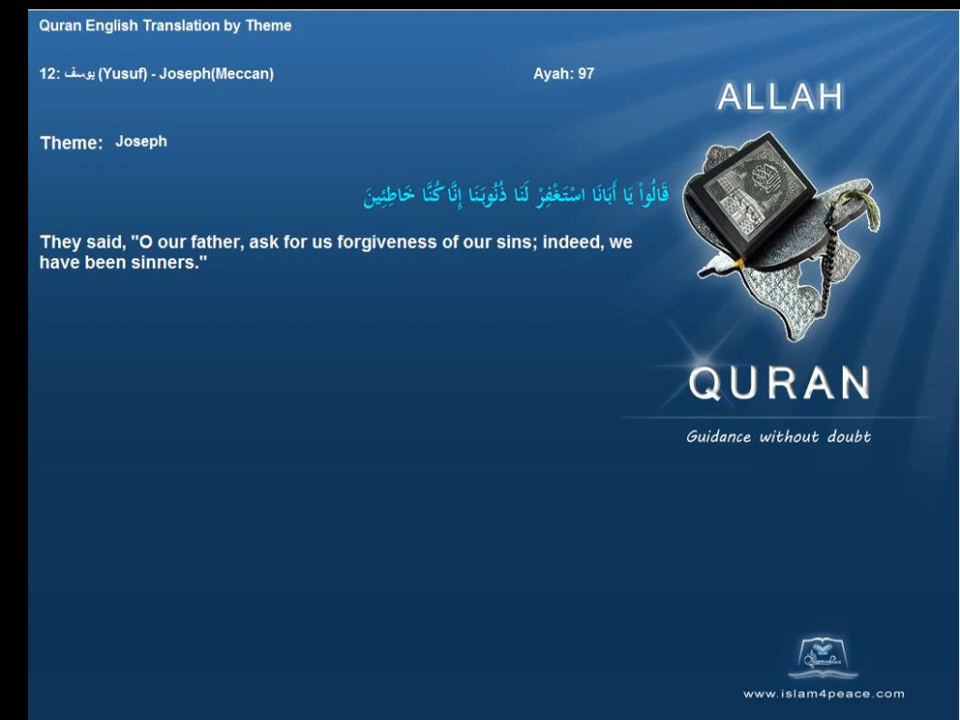 Quran English Translation by Theme
12: يوسف (Yusuf) - Joseph(Meccan) Ayah: 97
ALLAH
Theme: Joseph
قَالُواْ يَا أَبَانَا اسْتَغْفِرْ لَنَا ذُنُوبَنَا إِنَّا كُنَّا خَاطِئِينَ
They said, "O our father, ask for us forgiveness of our sins; indeed, we
have been sinners."
QURAN
Guidance without doubt
www.islam4peace.com